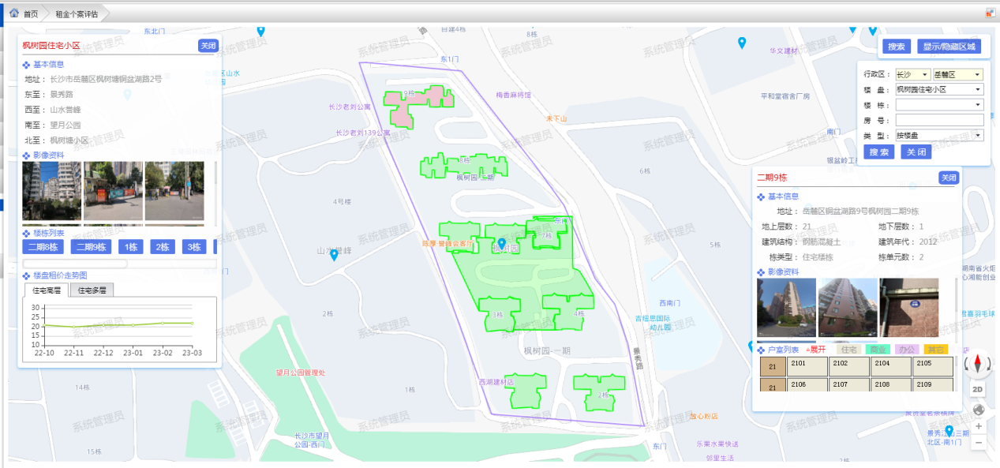 首页
租金个案评估
枫树园住宅小区
关闭
基本信息
地址： 长沙市岳麓区枫树塘铜盆湖路2号
东至： 景秀路
西至： 山水誉峰
南至： 望月公园
北至： 枫树塘小区
影像资料
楼栋列表
二期8栋
二期9栋
1栋
2栋
3栋
楼盘租价走势图
住宅高层
住宅多层
30
25
20
15
10
22-10
22-11
22-12
23-01
23-02
23-03
东北门
8栋
东1门
长沙老刘公寓
长沙老刘139公寓
梅香麻将馆
未下山
华文建材
平和堂宿舍厂房
南门
9栋
8栋
枫树园-二期
6栋
4号楼
5栋
山水誉峰
陈厚·誉峰会客厅
枫树园
东门
7栋
3栋
4栋
2栋
枫树园-一期
西南门
吉纽思国际
幼儿园
景秀路
望月公园管理处
西湖建材店
2栋
1栋
14栋
15栋
放心粉店
长沙市望月
公园-西门
东门
乐果水果快送
邻里生活
景秀江山三期
北区-南1门
系统管理员
搜索
显示/隐藏区域
行政区：
长沙
岳麓区
楼 盘：
枫树园住宅小区
楼 栋：
房 号：
类 型：
按楼盘
搜 索
关 闭
二期9栋
关闭
基本信息
地址： 岳麓区铜盆湖路9号枫树园二期9栋
地上层数： 21
地下层数： 1
建筑结构： 钢筋混凝土
建筑年代： 2012
栋类型： 住宅楼栋
栋单元数： 2
影像资料
户室列表
+展开
住宅
商业
办公
其它
21
2101
2102
2104
2105
21
2106
2107
2108
2109
2D